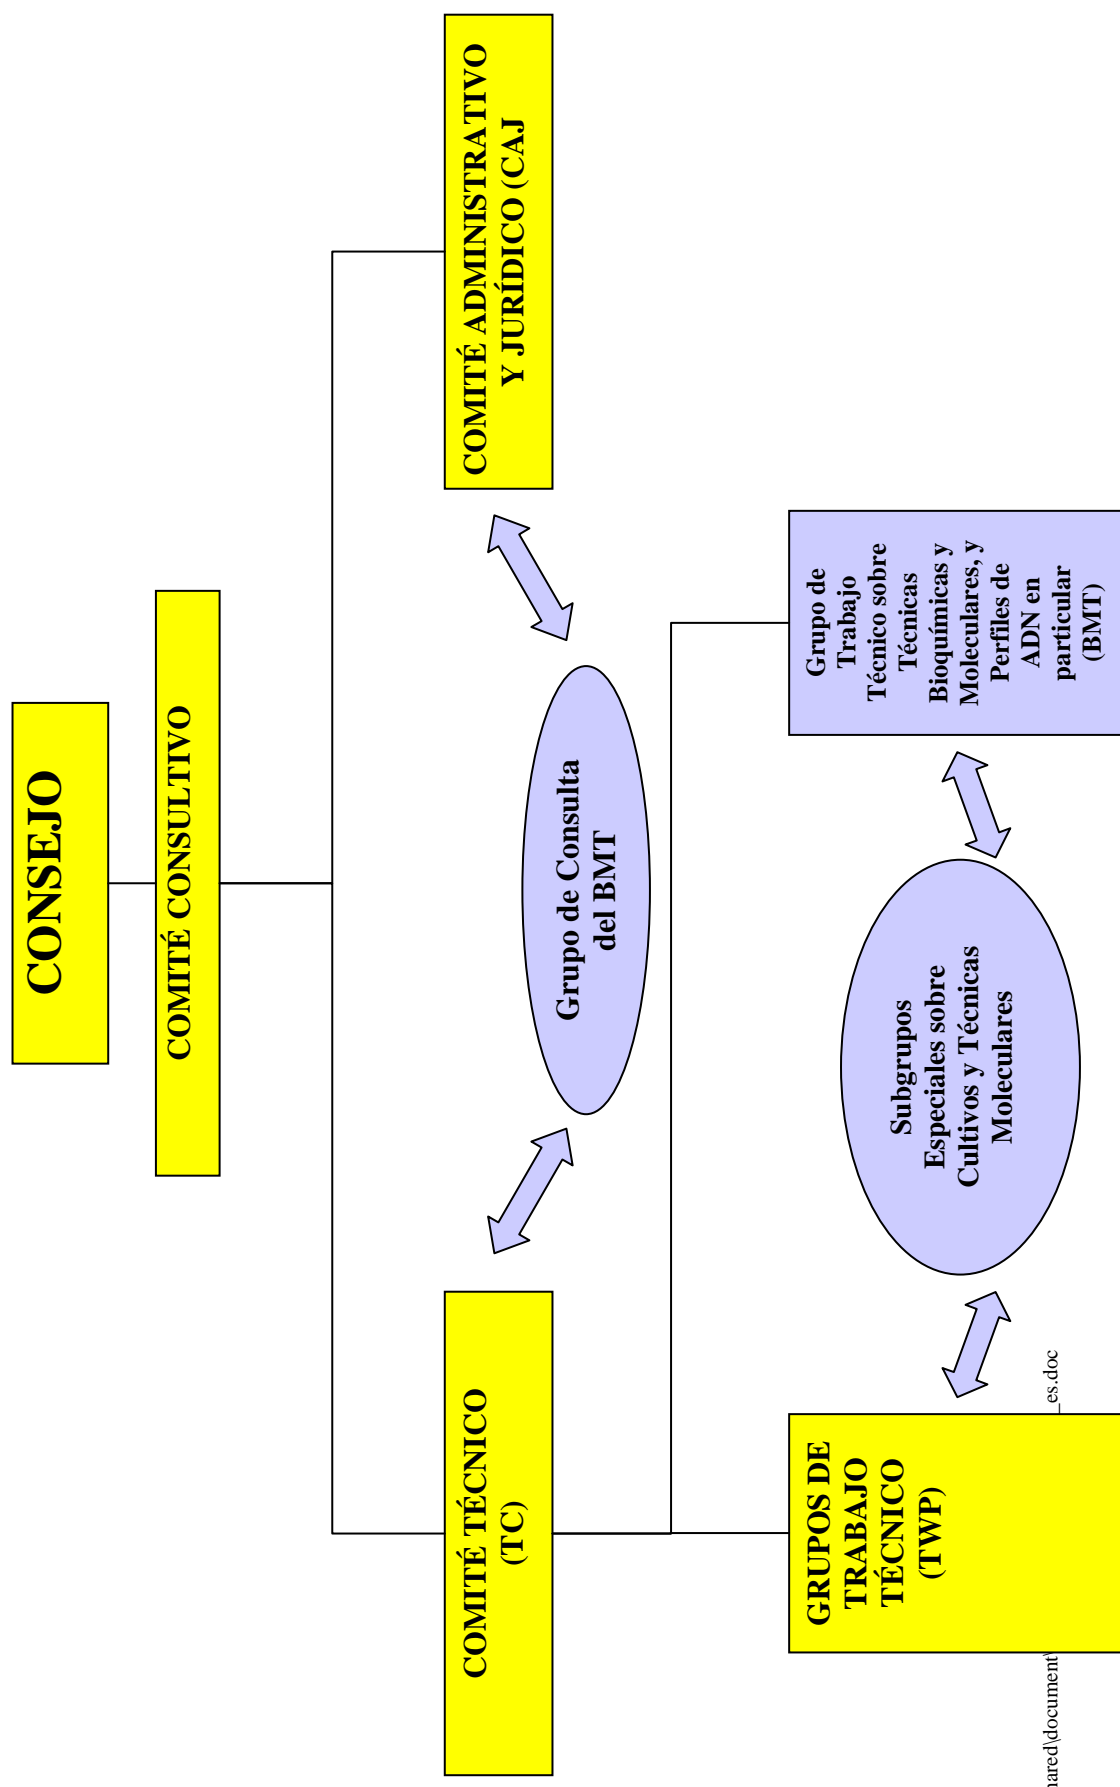 CONSEJO
COMITÉ CONSULTIVO
COMITÉ TÉCNICO
(TC)
COMITÉ ADMINISTRATIVO
Y JURÍDICO (CAJ
Grupo de Consulta
del BMT
GRUPOS DE
TRABAJO
TÉCNICO
(TWP)
Subgrupos
Especiales sobre
Cultivos y Técnicas
Moleculares
Grupo de
Trabajo
Técnico sobre
Técnicas
Bioquímicas y
Moleculares, y
Perfiles de
ADN en
particular
(BMT)
hared\document\
_es.doc